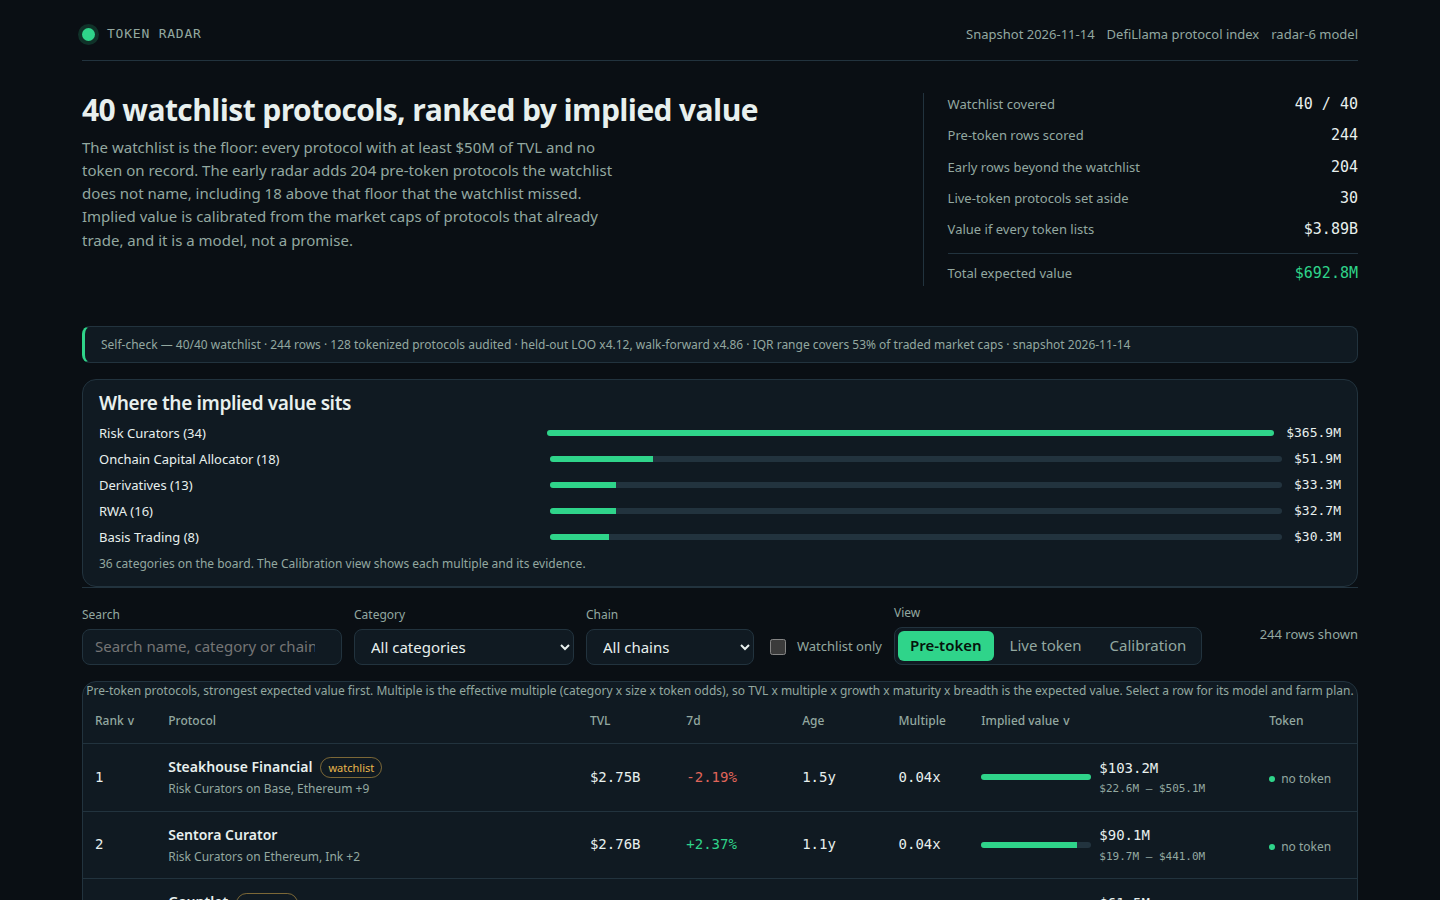 TOKEN RADAR
Snapshot 2026-11-14 DefiLlama protocol index radar-6 model
40 watchlist protocols, ranked by implied value
The watchlist is the floor: every protocol with at least $50M of TVL and no
token on record. The early radar adds 204 pre-token protocols the watchlist
does not name, including 18 above that floor that the watchlist missed.
Implied value is calibrated from the market caps of protocols that already
trade, and it is a model, not a promise.
Watchlist covered 40 / 40
Pre-token rows scored 244
Early rows beyond the watchlist 204
Live-token protocols set aside 30
Value if every token lists $3.89B
Total expected value $692.8M
Self-check — 40/40 watchlist · 244 rows · 128 tokenized protocols audited · held-out LOO x4.12, walk-forward x4.86 · IQR range covers 53% of traded market caps · snapshot 2026-11-14
Where the implied value sits
Risk Curators (34) $365.9M
Onchain Capital Allocator (18) $51.9M
Derivatives (13) $33.3M
RWA (16) $32.7M
Basis Trading (8) $30.3M
36 categories on the board. The Calibration view shows each multiple and its evidence.
Search Category Chain View
Search name, category or chain All categories All chains Watchlist only Pre-token Live token Calibration 244 rows shown
Pre-token protocols, strongest expected value first. Multiple is the effective multiple (category x size x token odds), so TVL x multiple x growth x maturity x breadth is the expected value. Select a row for its model and farm plan.
Rank v Protocol TVL 7d Age Multiple Implied value v Token
1 Steakhouse Financial watchlist $2.75B -2.19% 1.5y 0.04x $103.2M no token
Risk Curators on Base, Ethereum +9 $22.6M — $505.1M
2 Sentora Curator $2.76B +2.37% 1.1y 0.04x $90.1M no token
Risk Curators on Ethereum, Ink +2 $19.7M — $441.0M